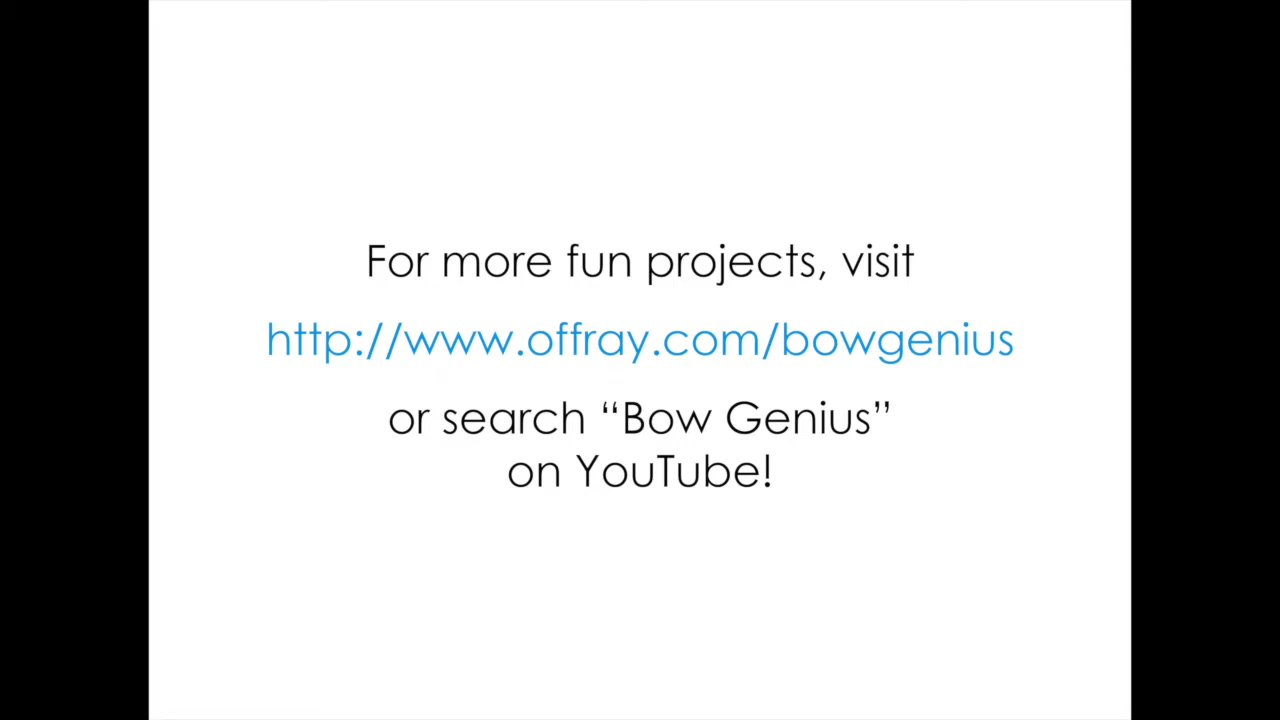 For more fun projects, visit
http://www.offray.com/bowgenius
or search “Bow Genius”
on YouTube!